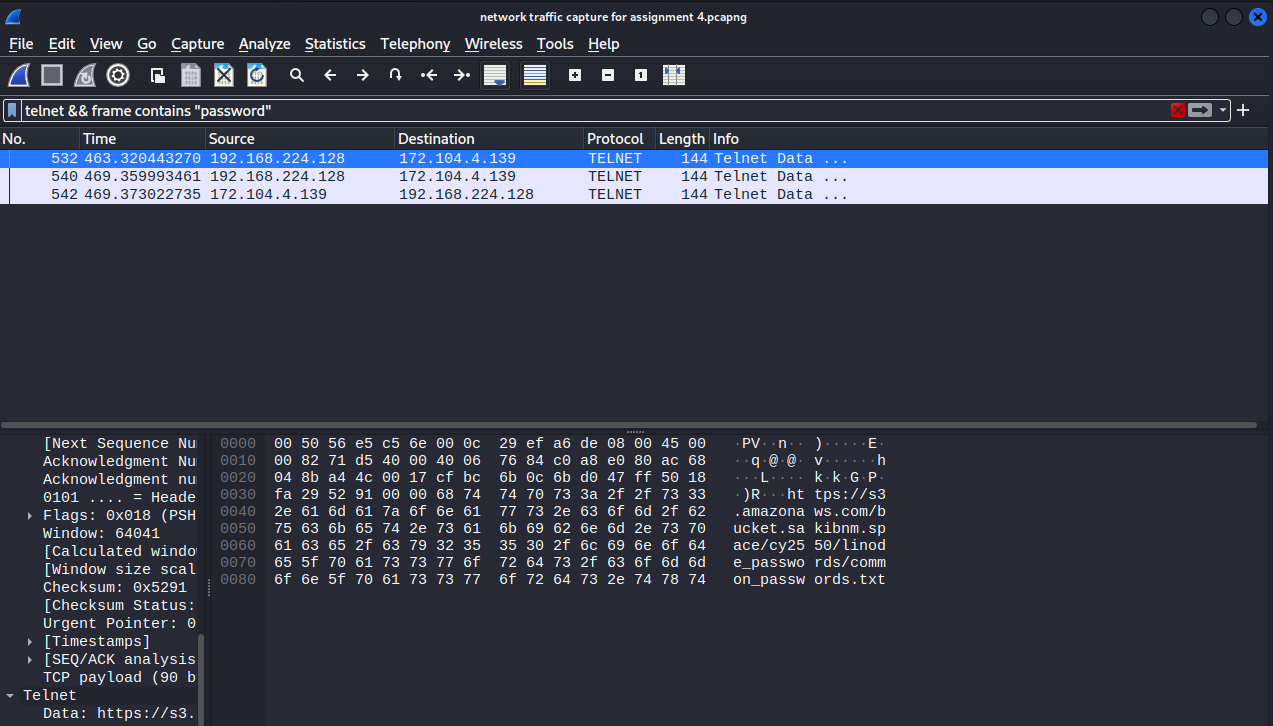 network traffic capture for assignment 4.pcapng
File Edit View Go Capture Analyze Statistics Telephony Wireless Tools Help
telnet && frame contains "password"
No. Time Source Destination Protocol Length Info
532 463.320443270 192.168.224.128 172.104.4.139 TELNET 144 Telnet Data ...
540 469.359993461 192.168.224.128 172.104.4.139 TELNET 144 Telnet Data ...
542 469.373022735 172.104.4.139 192.168.224.128 TELNET 144 Telnet Data ...
[Next Sequence Nu
Acknowledgment Nu
Acknowledgment nu
0101 .... = Heade
Flags: 0x018 (PSH
Window: 64041
[Calculated windo
[Window size scal
Checksum: 0x5291
[Checksum Status:
Urgent Pointer: 0
[Timestamps]
[SEQ/ACK analysis
TCP payload (90 b
Telnet
Data: https://s3.
0000 00 50 56 e5 c5 6e 00 0c 29 ef a6 de 08 00 45 00 ·PV··n·· )·····E·
0010 00 82 71 d5 40 00 40 06 76 84 c0 a8 e0 80 ac 68 ··q·@·@· v······h
0020 04 8b a4 4c 00 17 cf bc 6b 0c 6b d0 47 ff 50 18 ···L···· k·k·G·P·
0030 fa 29 52 91 00 00 68 74 74 70 73 3a 2f 2f 73 33 ·)R···ht tps://s3
0040 2e 61 6d 61 7a 6f 6e 61 77 73 2e 63 6f 6d 2f 62 .amazona ws.com/b
0050 75 63 6b 65 74 2e 73 61 6b 69 62 6e 6d 2e 73 70 ucket.sa kibnm.sp
0060 61 63 65 2f 63 79 32 35 35 30 2f 6c 69 6e 6f 64 ace/cy25 50/linod
0070 65 5f 70 61 73 73 77 6f 72 64 73 2f 63 6f 6d 6d e_passwo rds/comm
0080 6f 6e 5f 70 61 73 73 77 6f 72 64 73 2e 74 78 74 on_passw ords.txt